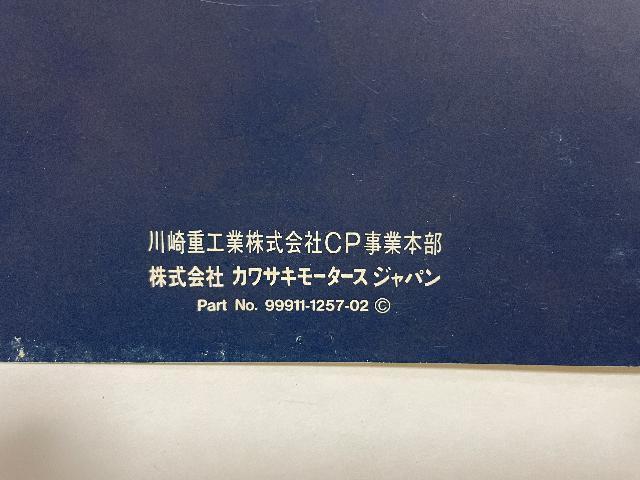 川崎重工業株式会社CP事業本部
株式会社 カワサキモータース ジャパン
Part No. 99911-1257-02 ©